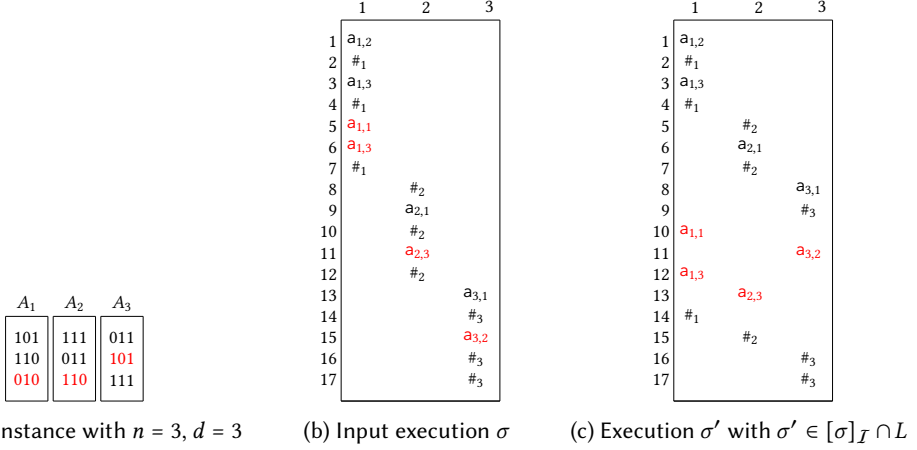 A1 A2 A3
101 111 011
110 011 101
010 110 111
nstance with n = 3, d = 3
1 2 3
1 a1,2
2 #1
3 a1,3
4 #1
5 a1,1
6 a1,3
7 #1
8 #2
9 a2,1
10 #2
11 a2,3
12 #2
13 a3,1
14 #3
15 a3,2
16 #3
17 #3
(b) Input execution σ
1 2 3
1 a1,2
2 #1
3 a1,3
4 #1
5 #2
6 a2,1
7 #2
8 a3,1
9 #3
10 a1,1
11 a3,2
12 a1,3
13 a2,3
14 #1
15 #2
16 #3
17 #3
(c) Execution σ′ with σ′ ∈ [σ]I ∩ L